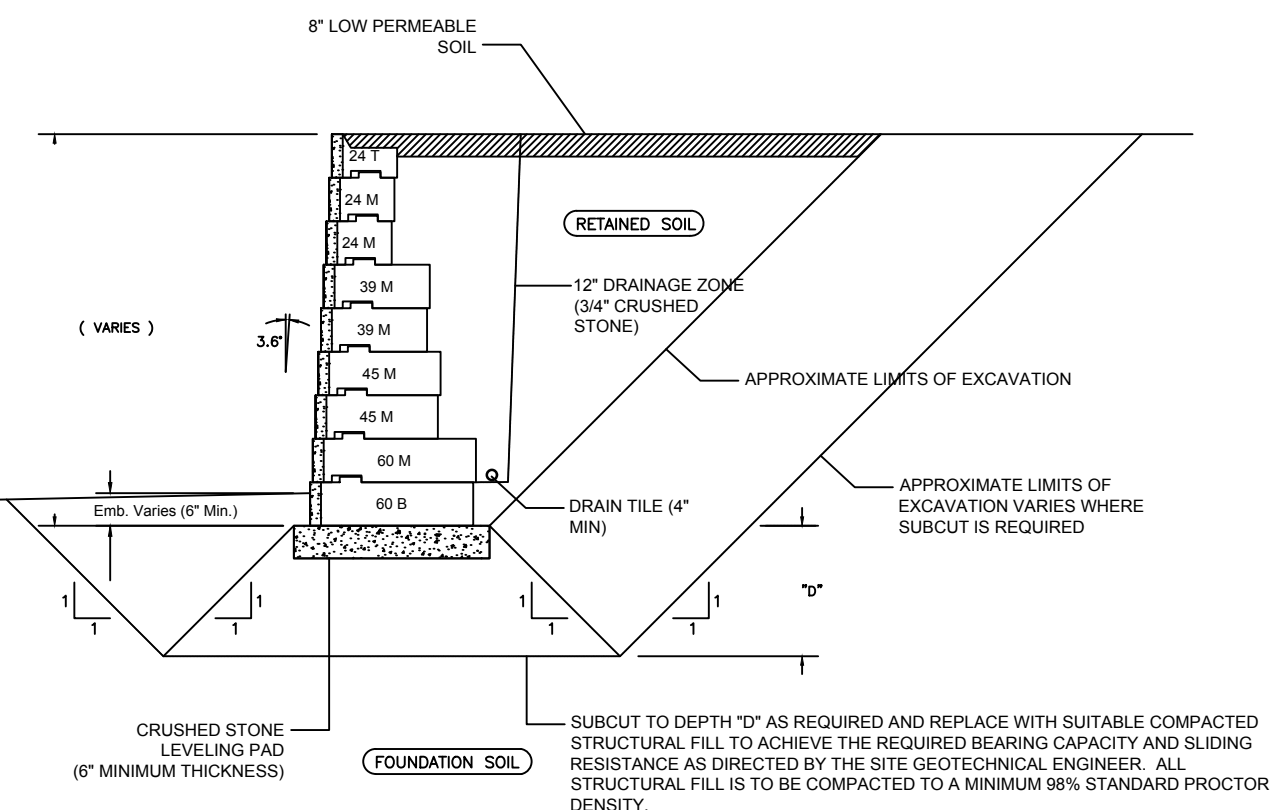 8" LOW PERMEABLE
SOIL
24 T
24 M
24 M
39 M
39 M
45 M
45 M
60 M
60 B
RETAINED SOIL
12" DRAINAGE ZONE
(3/4" CRUSHED
STONE)
( VARIES )
3.6°
APPROXIMATE LIMITS OF EXCAVATION
APPROXIMATE LIMITS OF
EXCAVATION VARIES WHERE
SUBCUT IS REQUIRED
Emb. Varies (6" Min.)
DRAIN TILE (4"
MIN)
"D"
1
1
1
1
1
1
1
1
CRUSHED STONE
LEVELING PAD
(6" MINIMUM THICKNESS)
FOUNDATION SOIL
SUBCUT TO DEPTH "D" AS REQUIRED AND REPLACE WITH SUITABLE COMPACTED
STRUCTURAL FILL TO ACHIEVE THE REQUIRED BEARING CAPACITY AND SLIDING
RESISTANCE AS DIRECTED BY THE SITE GEOTECHNICAL ENGINEER. ALL
STRUCTURAL FILL IS TO BE COMPACTED TO A MINIMUM 98% STANDARD PROCTOR
DENSITY.